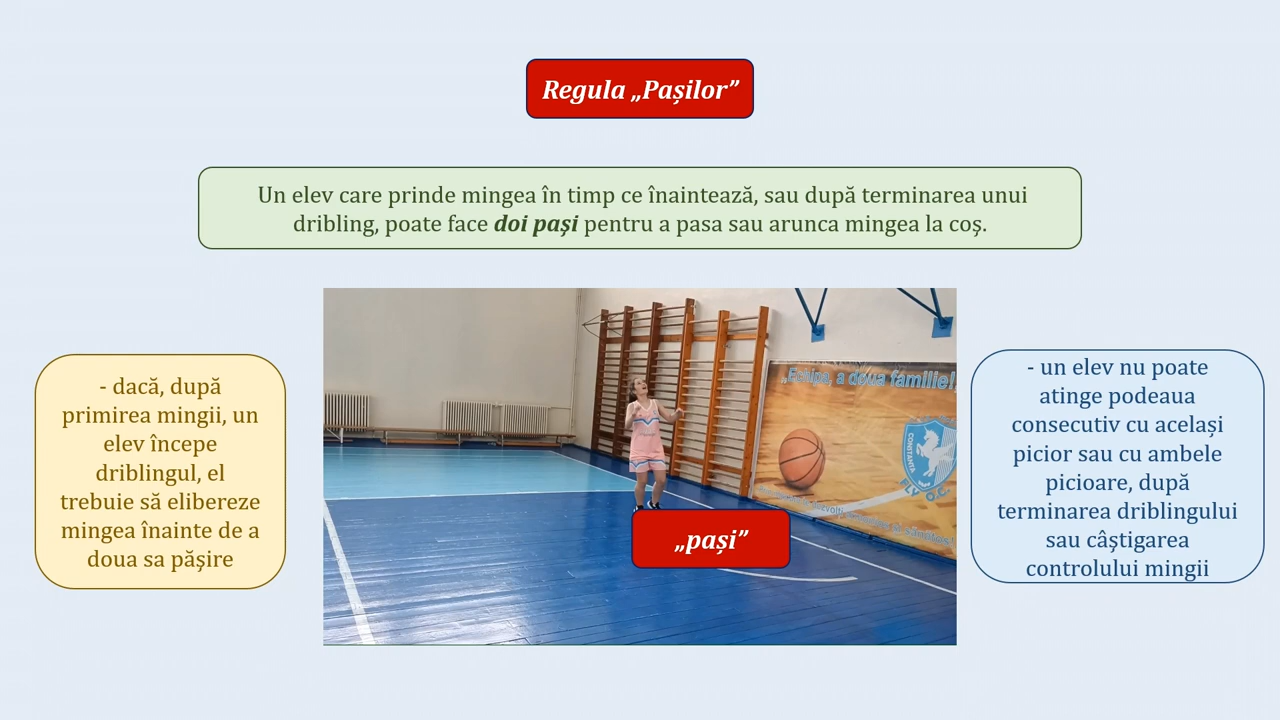 Regula „Pașilor”
Un elev care prinde mingea în timp ce înaintează, sau după terminarea unui
dribling, poate face doi pași pentru a pasa sau arunca mingea la coș.
- dacă, după
primirea mingii, un
elev începe
driblingul, el
trebuie să elibereze
mingea înainte de a
doua sa pășire
„Echipa, a doua familie!
CONSTANȚA
„pași”
- un elev nu poate
atinge podeaua
consecutiv cu același
picior sau cu ambele
picioare, după
terminarea driblingului
sau câștigarea
controlului mingii